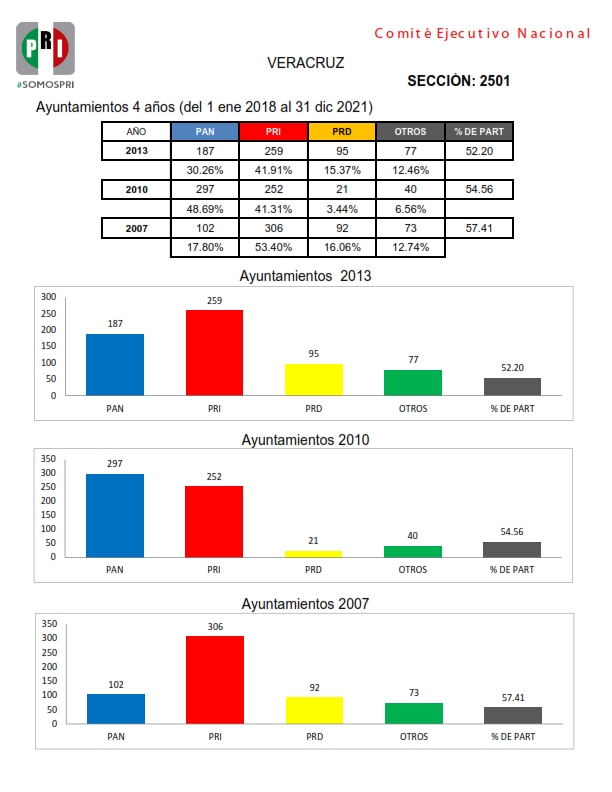 Comité Ejecutivo Nacional
PRI
#SOMOSPRI
VERACRUZ
SECCIÓN: 2501
Ayuntamientos 4 años (del 1 ene 2018 al 31 dic 2021)
AÑO PAN PRI PRD OTROS % DE PART
2013 187 259 95 77 52.20
30.26% 41.91% 15.37% 12.46%
2010 297 252 21 40 54.56
48.69% 41.31% 3.44% 6.56%
2007 102 306 92 73 57.41
17.80% 53.40% 16.06% 12.74%
Ayuntamientos 2013
300
250
200
150
100
50
0
187
259
95
77
52.20
PAN PRI PRD OTROS % DE PART
Ayuntamientos 2010
350
300
250
200
150
100
50
0
297
252
21
40
54.56
PAN PRI PRD OTROS % DE PART
Ayuntamientos 2007
350
300
250
200
150
100
50
0
102
306
92
73
57.41
PAN PRI PRD OTROS % DE PART